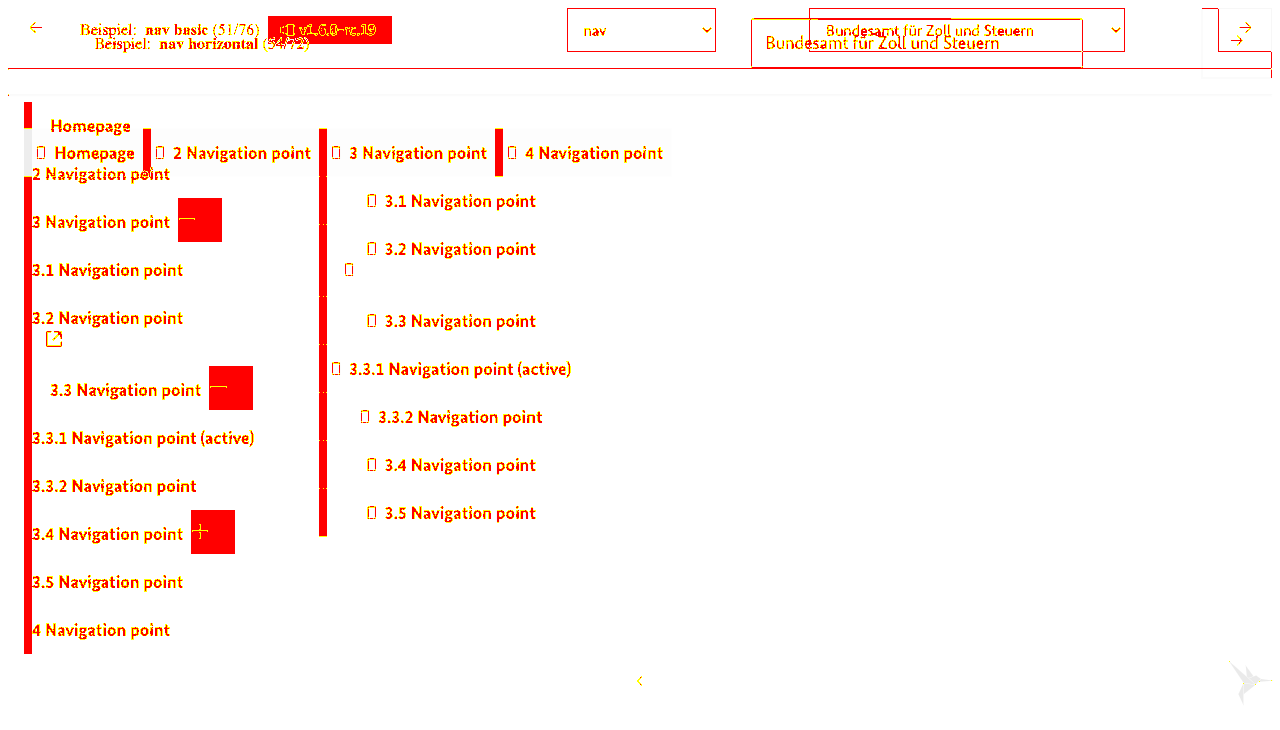 Beispiel: nav basic (51/76) v1.6.0-rc.19 nav Bundesamt für Zoll und Steuern
Beispiel: nav horizontal (54/72) Bundesamt für Zoll und Steuern
Homepage
Homepage 2 Navigation point 3 Navigation point 4 Navigation point
2 Navigation point
3.1 Navigation point
3 Navigation point
3.2 Navigation point
3.1 Navigation point
3.2 Navigation point
3.3 Navigation point
3.3.1 Navigation point (active)
3.3 Navigation point
3.3.2 Navigation point
3.3.1 Navigation point (active)
3.4 Navigation point
3.3.2 Navigation point
3.5 Navigation point
3.4 Navigation point
3.5 Navigation point
4 Navigation point